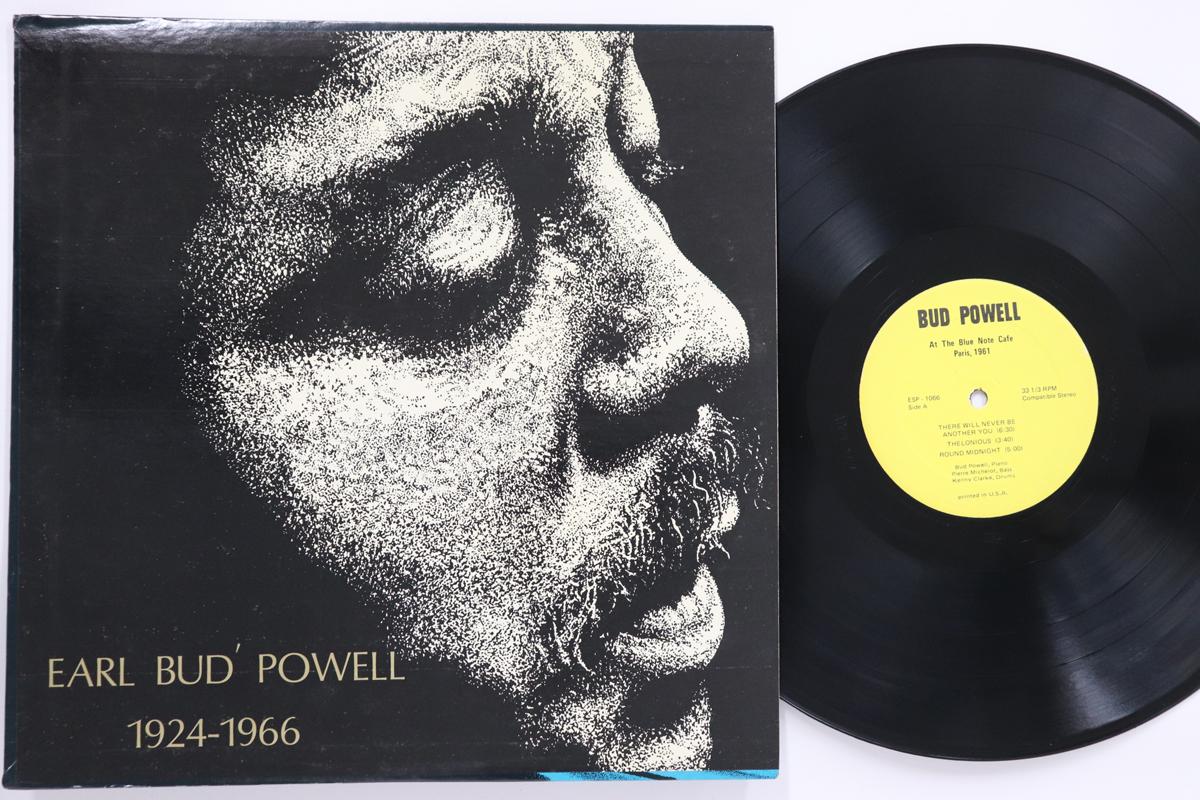 EARL BUD' POWELL
1924-1966
BUD POWELL
At The Blue Note Cafe
Paris, 1961
ESP - 1066
Side A
33 1/3 RPM
Compatible Stereo
THERE WILL NEVER BE
ANOTHER YOU (6:30)
THELONIOUS (3:40)
ROUND MIDNIGHT (5:00)
Bud Powell, Piano
Pierre Michelot, Bass
Kenny Clarke, Drums
printed in U.S.A.